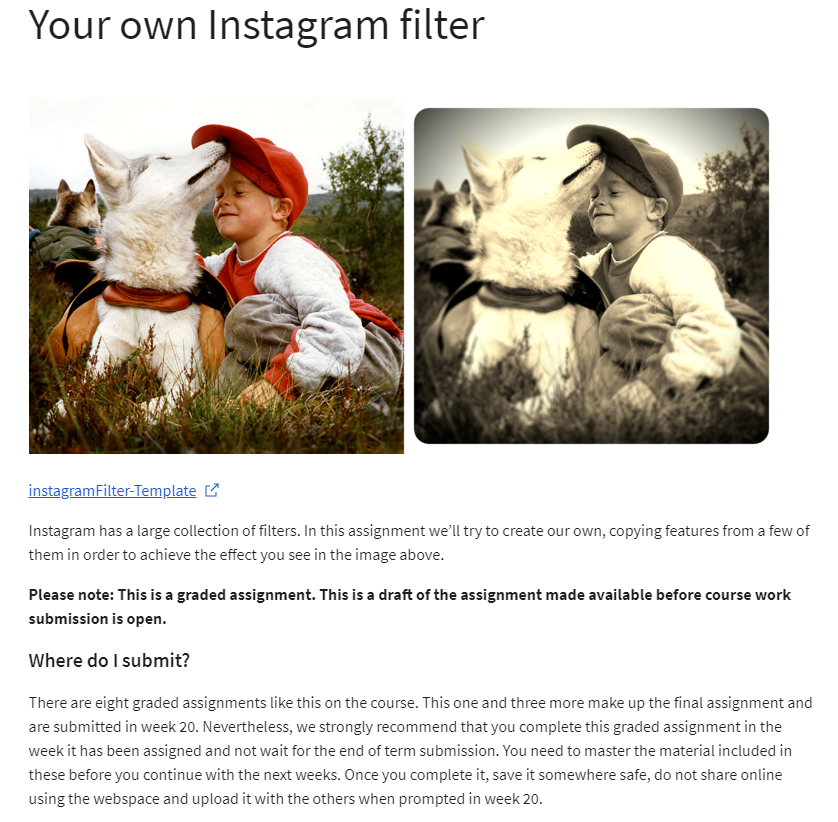 Your own Instagram filter
instagramFilter-Template
Instagram has a large collection of filters. In this assignment we’ll try to create our own, copying features from a few of
them in order to achieve the effect you see in the image above.
Please note: This is a graded assignment. This is a draft of the assignment made available before course work
submission is open.
Where do I submit?
There are eight graded assignments like this on the course. This one and three more make up the final assignment and
are submitted in week 20. Nevertheless, we strongly recommend that you complete this graded assignment in the
week it has been assigned and not wait for the end of term submission. You need to master the material included in
these before you continue with the next weeks. Once you complete it, save it somewhere safe, do not share online
using the webspace and upload it with the others when prompted in week 20.